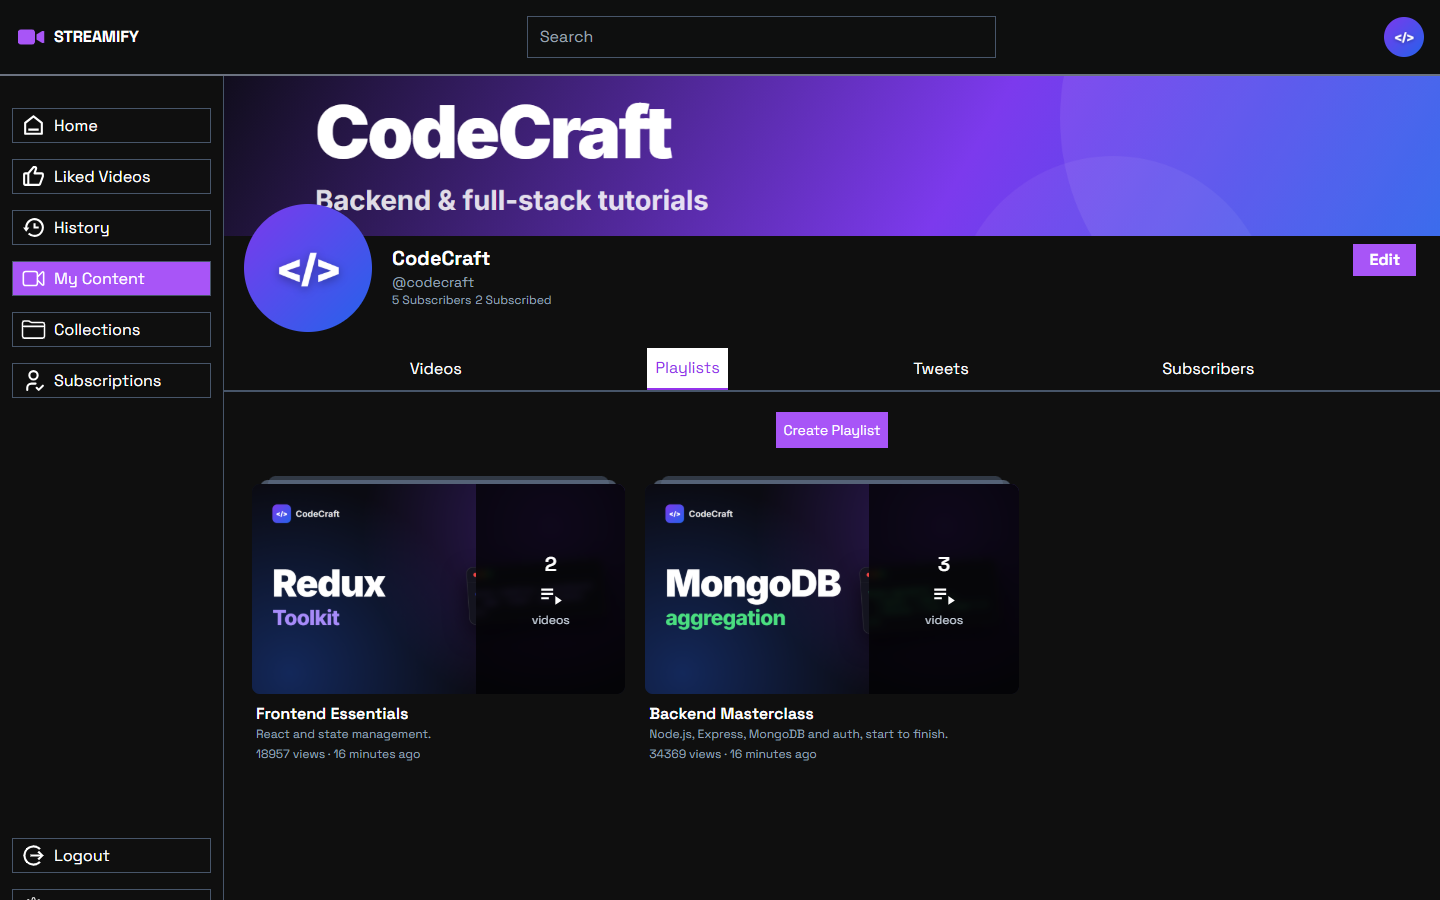 STREAMIFY
Search
</>
Home
Liked Videos
History
My Content
Collections
Subscriptions
Logout
CodeCraft
Backend & full-stack tutorials
</>
CodeCraft
@codecraft
5 Subscribers 2 Subscribed
Edit
Videos
Playlists
Tweets
Subscribers
Create Playlist
</> CodeCraft
Redux
Toolkit
2
videos
Frontend Essentials
React and state management.
18957 views · 16 minutes ago
</> CodeCraft
MongoDB
aggregation
3
videos
Backend Masterclass
Node.js, Express, MongoDB and auth, start to finish.
34369 views · 16 minutes ago